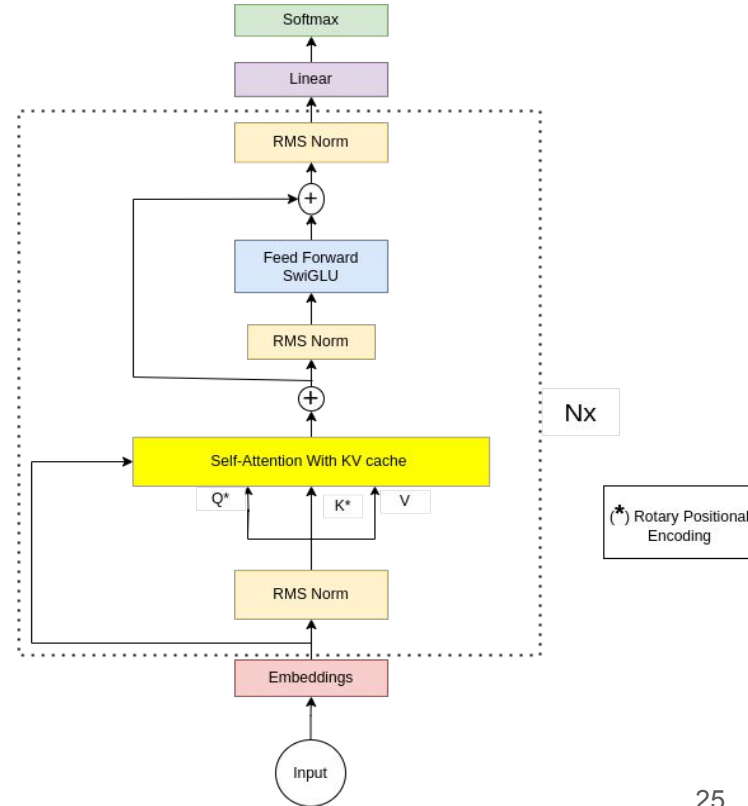 Softmax
Linear
RMS Norm
+
Feed Forward
SwiGLU
RMS Norm
+
Nx
Self-Attention With KV cache
Q*
K*
V
(*) Rotary Positional
Encoding
RMS Norm
Embeddings
Input
25